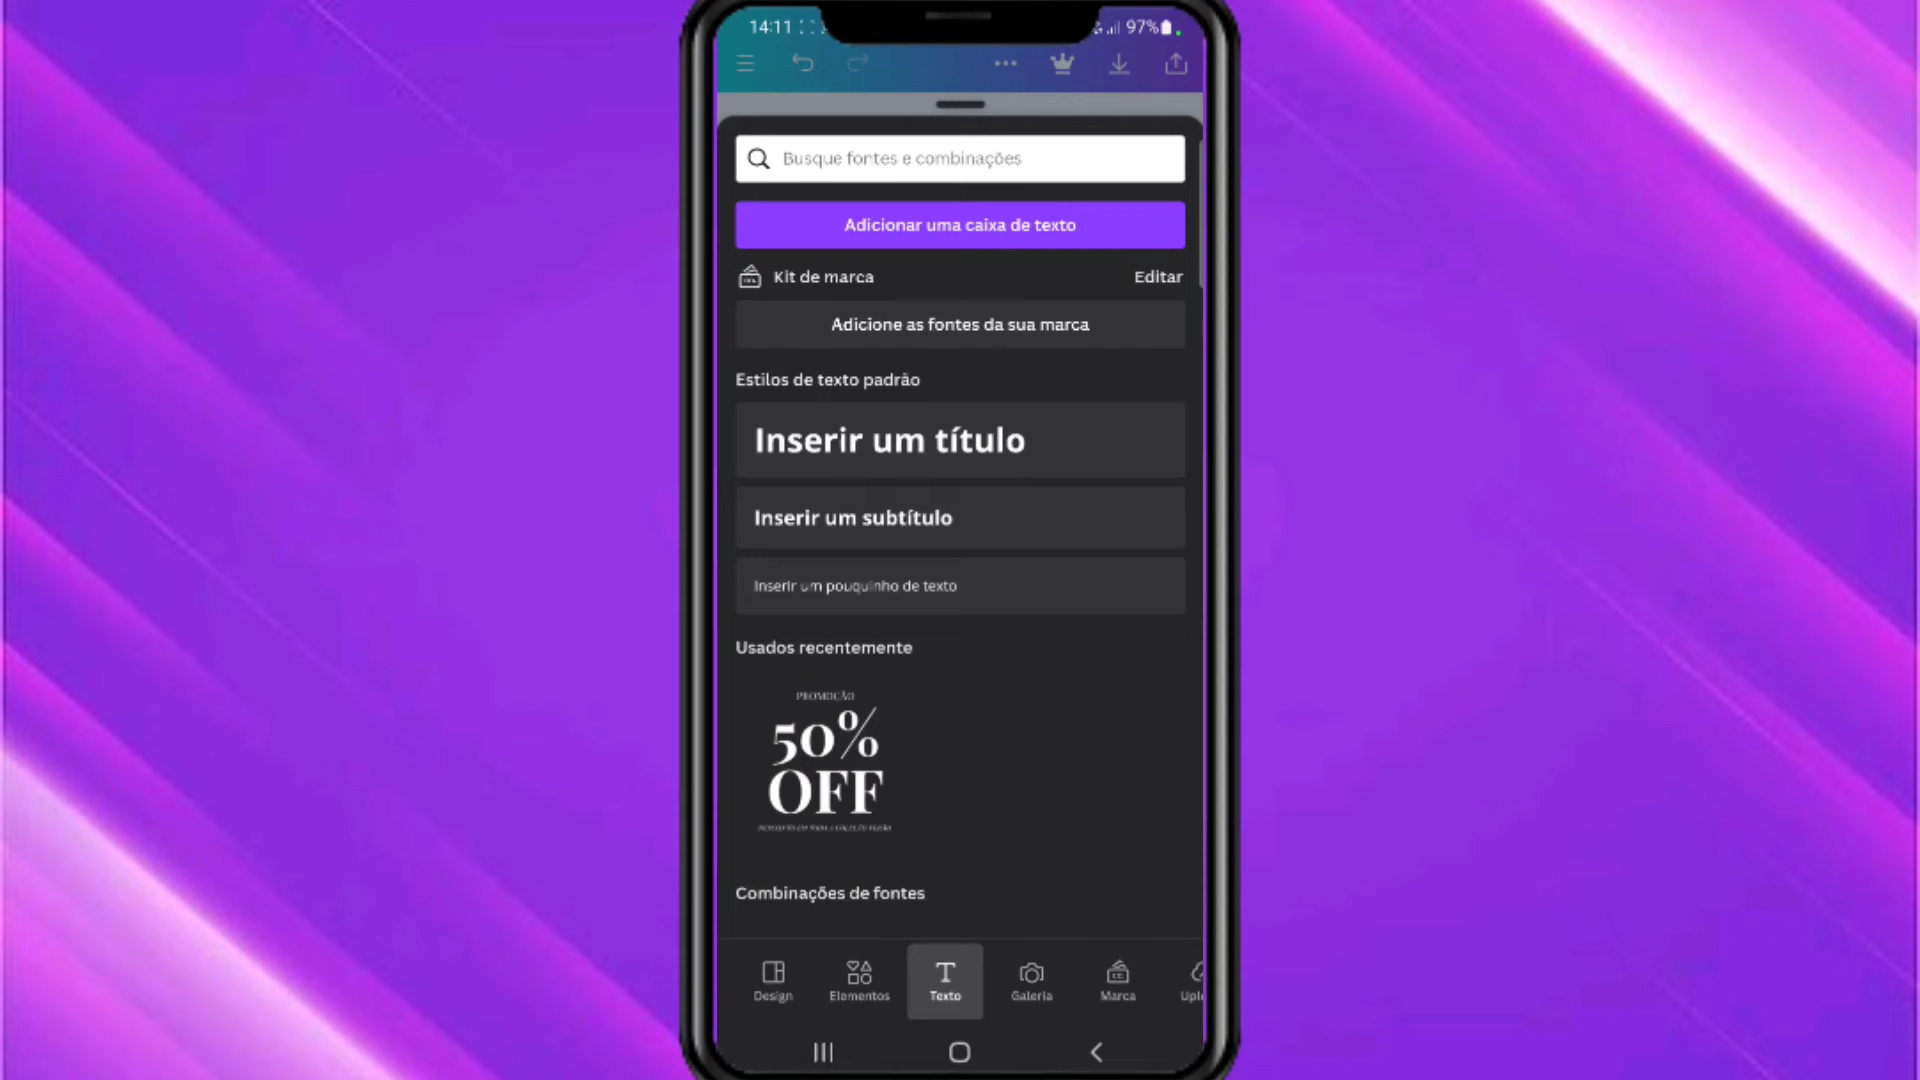 14:11
97%
Busque fontes e combinações
Adicionar uma caixa de texto
Kit de marca
Editar
Adicione as fontes da sua marca
Estilos de texto padrão
Inserir um título
Inserir um subtítulo
Inserir um pouquinho de texto
Usados recentemente
PROMOÇÃO
50%
OFF
Combinações de fontes
Design
Elementos
Texto
Galeria
Marca
Uplo